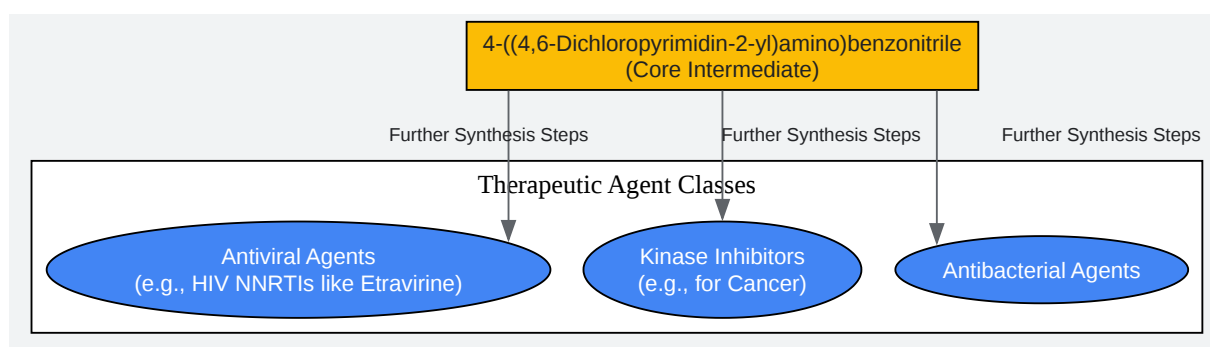 4-((4,6-Dichloropyrimidin-2-yl)amino)benzonitrile
(Core Intermediate)
Further Synthesis Steps
Further Synthesis Steps
Further Synthesis Steps
Therapeutic Agent Classes
Antiviral Agents
(e.g., HIV NNRTIs like Etravirine)
Kinase Inhibitors
(e.g., for Cancer)
Antibacterial Agents